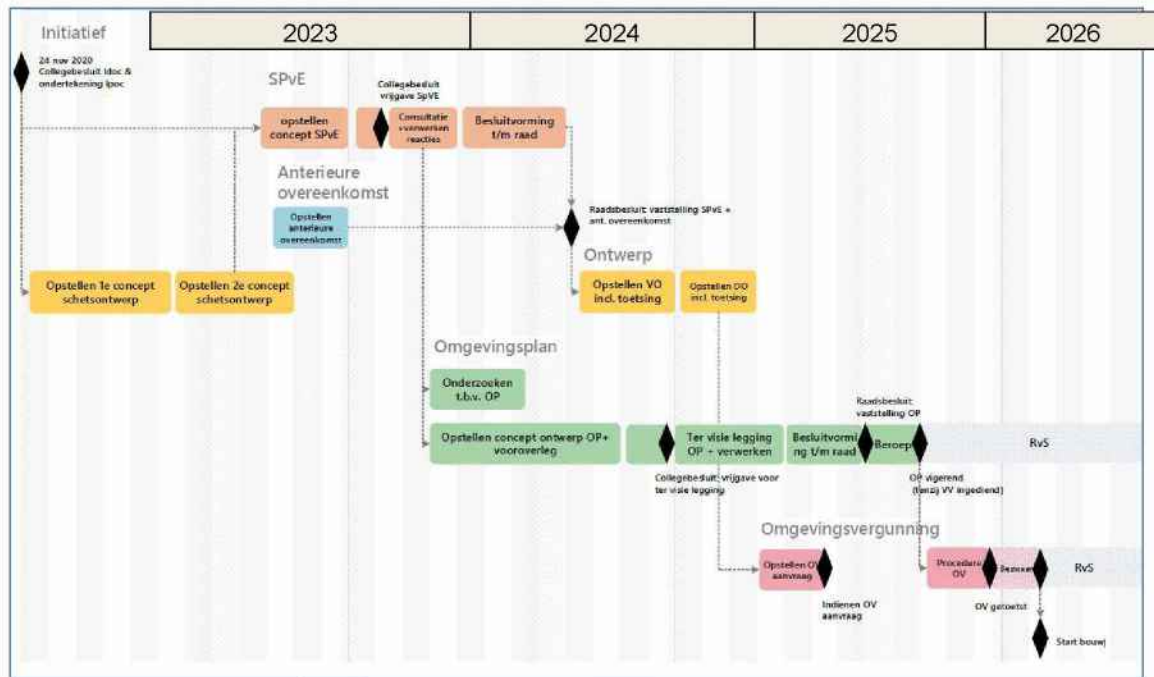 Initiatief
2023
2024
2025
2026
24 nov 2020
Collegebesluit Idoc &
ondertekening Ipoc
SPvE
Collegebesluit
vrijgave SpVE
opstellen
concept SPvE
Consultatie
+verwerken
reacties
Besluitvorming
t/m raad
Anterieure
overeenkomst
Opstellen
anterieure
overeenkomst
Raadsbesluit: vaststelling SPvE +
ant. overeenkomst
Ontwerp
Opstellen 1e concept
schetsontwerp
Opstellen 2e concept
schetsontwerp
Opstellen VO
incl. toetsing
Opstellen DO
incl. toetsing
Omgevingsplan
Onderzoeken
t.b.v. OP
Raadsbesluit:
vaststelling OP
Opstellen concept ontwerp OP+
vooroverleg
Ter visie legging
OP + verwerken
Besluitvormi
ng t/m raad
Beroep
RvS
Collegebesluit: vrijgave voor
ter visie legging
OP vigerend
(tenzij VV ingediend)
Omgevingsvergunning
Opstellen OV
aanvraag
Procedure
OV
RvS
Indienen OV
aanvraag
OV getoetst
Start bouw